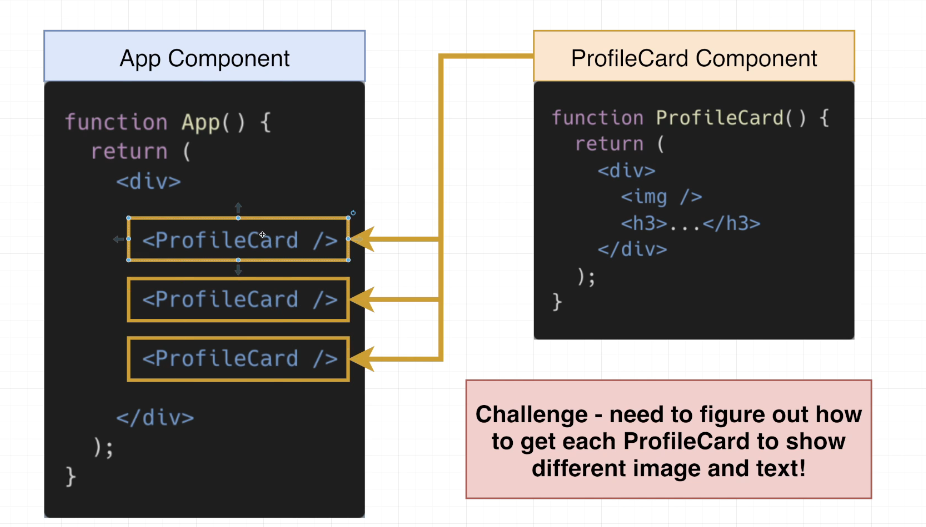 App Component
function App() {
  return (
    <div>
      <ProfileCard />
      <ProfileCard />
      <ProfileCard />
    </div>
  );
}
ProfileCard Component
function ProfileCard() {
  return (
    <div>
      <img />
      <h3>...</h3>
    </div>
  );
}
Challenge - need to figure out how
to get each ProfileCard to show
different image and text!